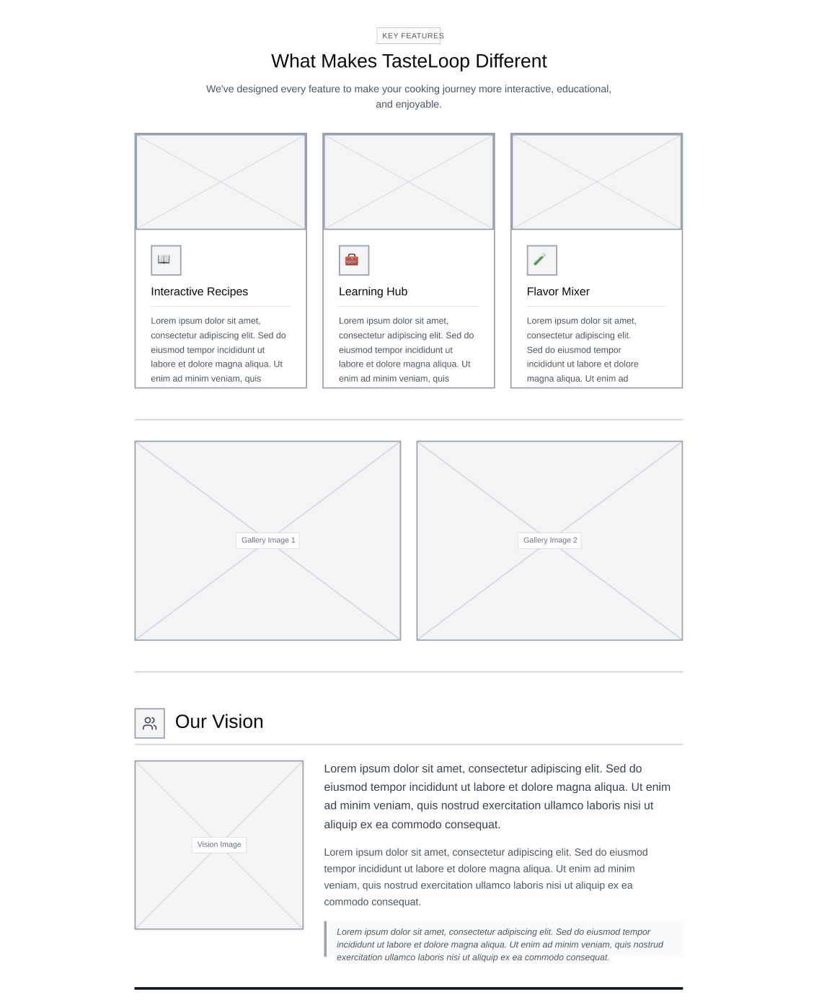 KEY FEATURES
What Makes TasteLoop Different
We've designed every feature to make your cooking journey more interactive, educational,
and enjoyable.
Interactive Recipes
Lorem ipsum dolor sit amet,
consectetur adipiscing elit. Sed do
eiusmod tempor incididunt ut
labore et dolore magna aliqua. Ut
enim ad minim veniam, quis
Learning Hub
Lorem ipsum dolor sit amet,
consectetur adipiscing elit. Sed do
eiusmod tempor incididunt ut
labore et dolore magna aliqua. Ut
enim ad minim veniam, quis
Flavor Mixer
Lorem ipsum dolor sit amet,
consectetur adipiscing elit.
Sed do eiusmod tempor
incididunt ut labore et dolore
magna aliqua. Ut enim ad
Gallery Image 1
Gallery Image 2
Our Vision
Vision Image
Lorem ipsum dolor sit amet, consectetur adipiscing elit. Sed do
eiusmod tempor incididunt ut labore et dolore magna aliqua. Ut enim
ad minim veniam, quis nostrud exercitation ullamco laboris nisi ut
aliquip ex ea commodo consequat.
Lorem ipsum dolor sit amet, consectetur adipiscing elit. Sed do eiusmod
tempor incididunt ut labore et dolore magna aliqua. Ut enim ad minim
veniam, quis nostrud exercitation ullamco laboris nisi ut aliquip ex ea
commodo consequat.
Lorem ipsum dolor sit amet, consectetur adipiscing elit. Sed do eiusmod tempor
incididunt ut labore et dolore magna aliqua. Ut enim ad minim veniam, quis nostrud
exercitation ullamco laboris nisi ut aliquip ex ea commodo consequat.